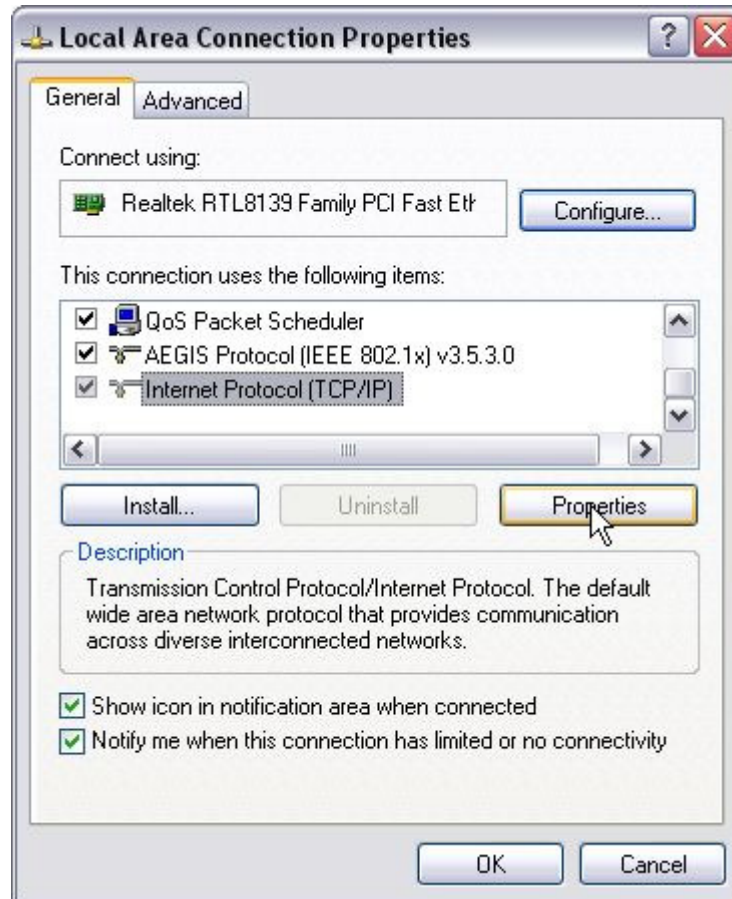 Local Area Connection Properties
General
Advanced
Connect using:
Realtek RTL8139 Family PCI Fast Eth
Configure...
This connection uses the following items:
QoS Packet Scheduler
AEGIS Protocol (IEEE 802.1x) v3.5.3.0
Internet Protocol (TCP/IP)
Install...
Uninstall
Properties
Description
Transmission Control Protocol/Internet Protocol. The default
wide area network protocol that provides communication
across diverse interconnected networks.
Show icon in notification area when connected
Notify me when this connection has limited or no connectivity
OK
Cancel